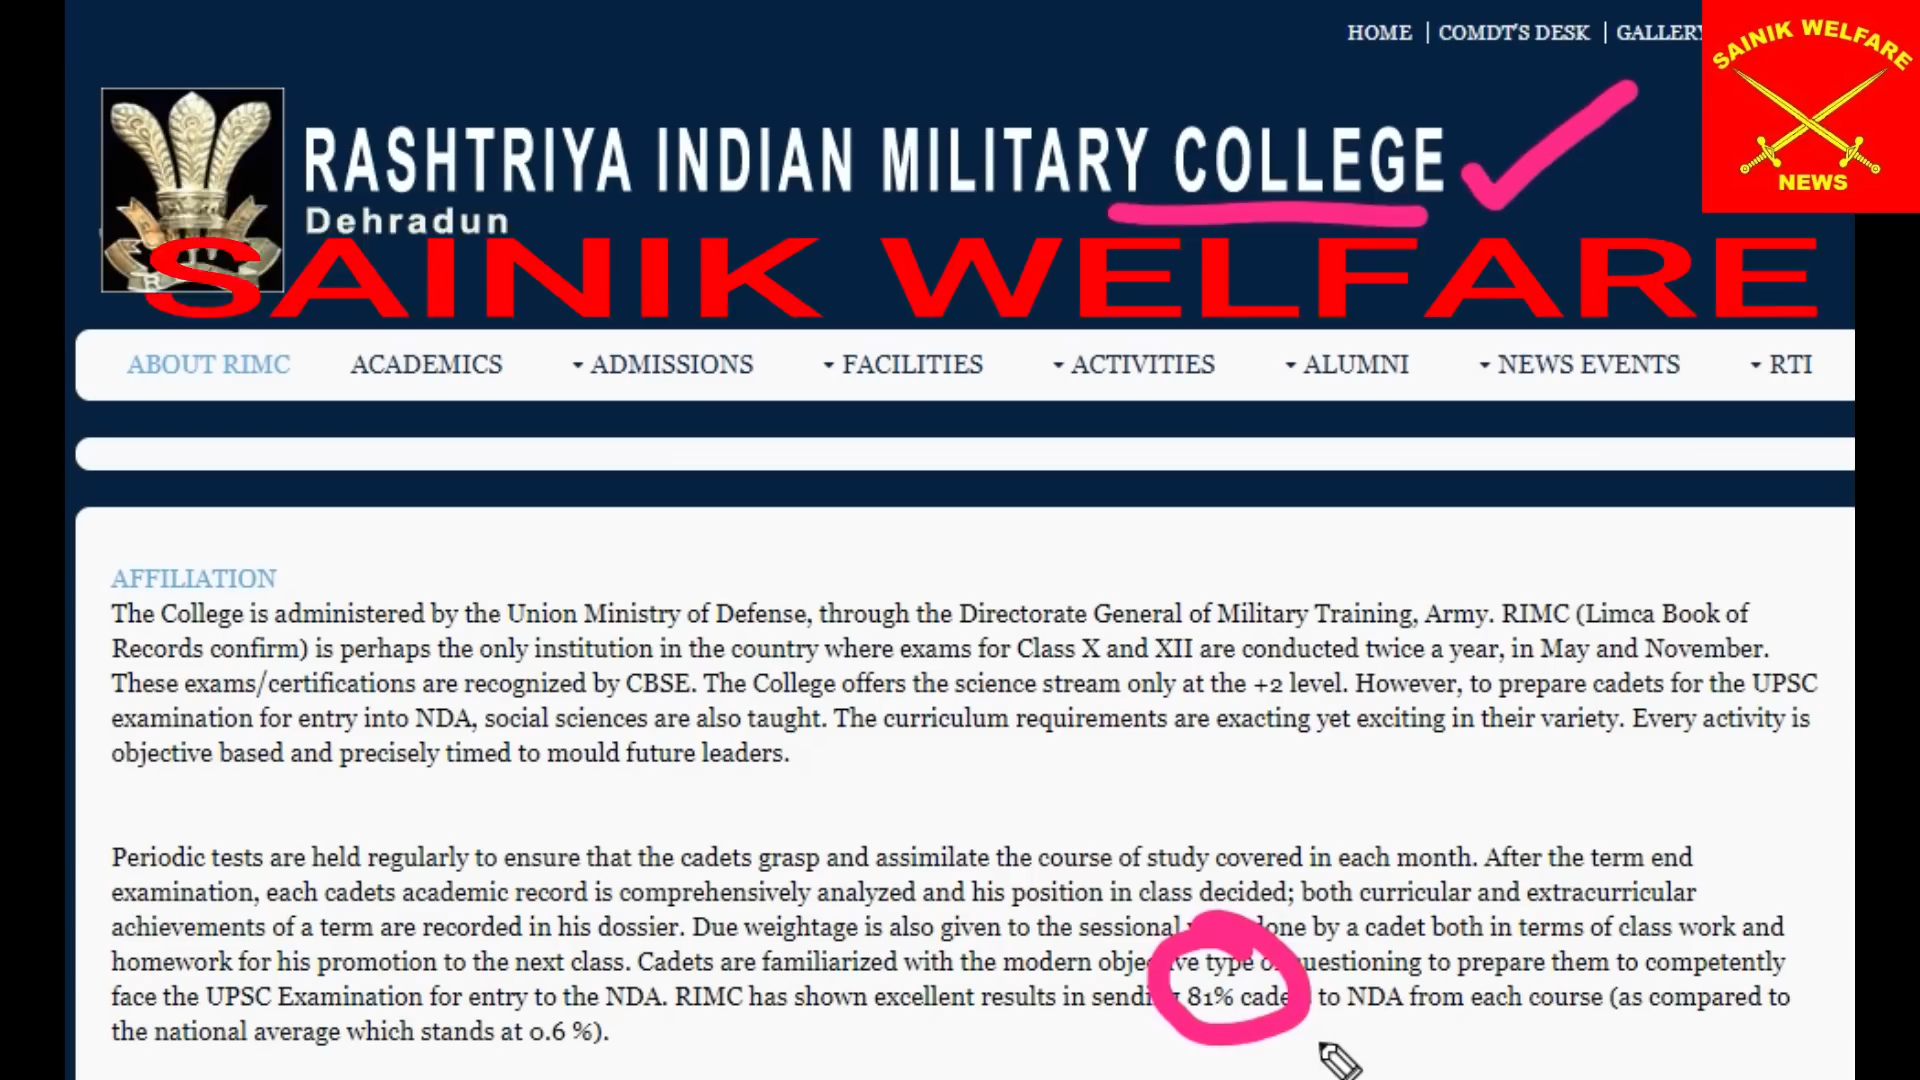 HOME | COMDT'S DESK | GALLERY
SAINIK WELFARE
NEWS
RASHTRIYA INDIAN MILITARY COLLEGE
Dehradun
SAINIK WELFARE
ABOUT RIMC ACADEMICS ADMISSIONS FACILITIES ACTIVITIES ALUMNI NEWS EVENTS RTI
AFFILIATION
The College is administered by the Union Ministry of Defense, through the Directorate General of Military Training, Army. RIMC (Limca Book of
Records confirm) is perhaps the only institution in the country where exams for Class X and XII are conducted twice a year, in May and November.
These exams/certifications are recognized by CBSE. The College offers the science stream only at the +2 level. However, to prepare cadets for the UPSC
examination for entry into NDA, social sciences are also taught. The curriculum requirements are exacting yet exciting in their variety. Every activity is
objective based and precisely timed to mould future leaders.
Periodic tests are held regularly to ensure that the cadets grasp and assimilate the course of study covered in each month. After the term end
examination, each cadets academic record is comprehensively analyzed and his position in class decided; both curricular and extracurricular
achievements of a term are recorded in his dossier. Due weightage is also given to the sessional done by a cadet both in terms of class work and
homework for his promotion to the next class. Cadets are familiarized with the modern objective type of questioning to prepare them to competently
face the UPSC Examination for entry to the NDA. RIMC has shown excellent results in sending 81% cadets to NDA from each course (as compared to
the national average which stands at 0.6 %).